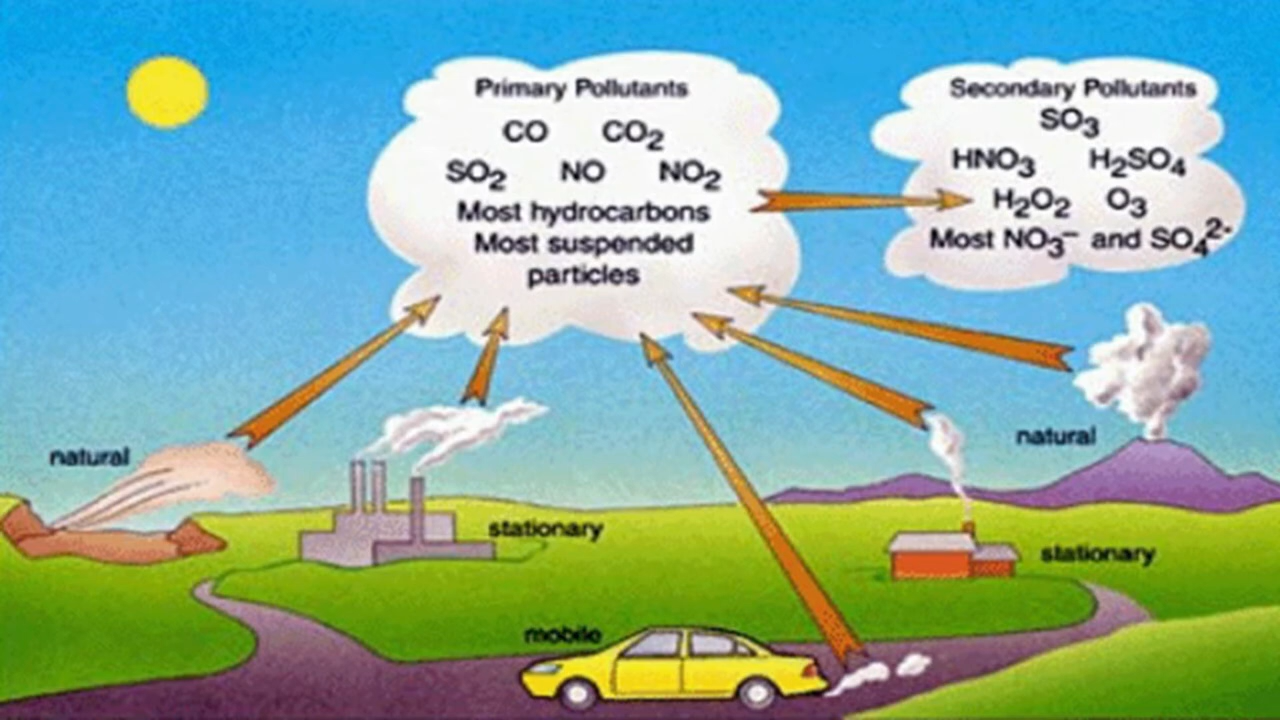 Primary Pollutants
CO CO₂
SO₂ NO NO₂
Most hydrocarbons
Most suspended
particles
Secondary Pollutants
SO₃
HNO₃ H₂SO₄
H₂O₂ O₃
Most NO₃⁻ and SO₄²⁻
natural
stationary
mobile
stationary
natural